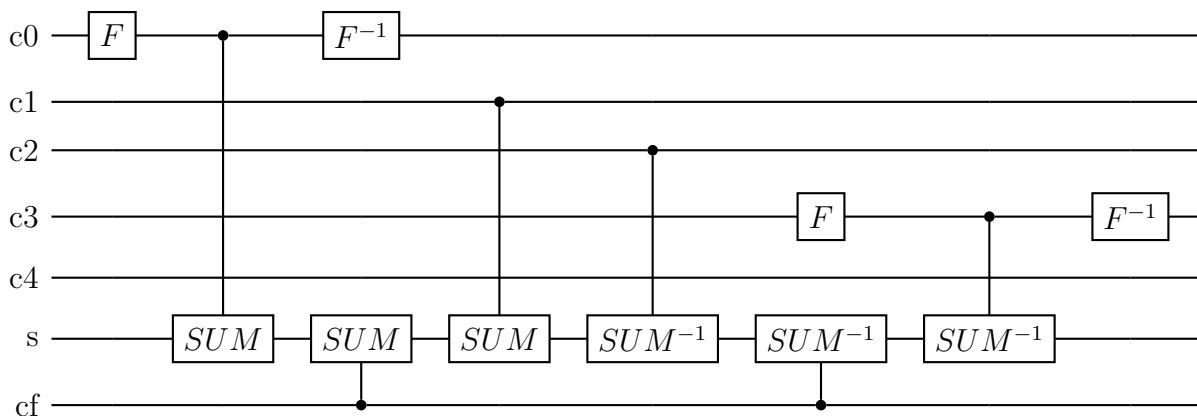 c0 F F⁻¹
c1
c2
c3 F F⁻¹
c4
s SUM SUM SUM SUM⁻¹ SUM⁻¹ SUM⁻¹
cf